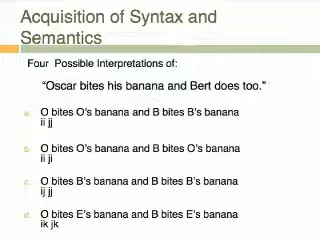 Acquisition of Syntax and
Semantics
Four Possible Interpretations of:
“Oscar bites his banana and Bert does too.”
a. O bites O’s banana and B bites B’s banana
ii jj
b. O bites O’s banana and B bites O’s banana
ii ji
c. O bites B’s banana and B bites B’s banana
ij jj
d. O bites E’s banana and B bites E’s banana
ik jk